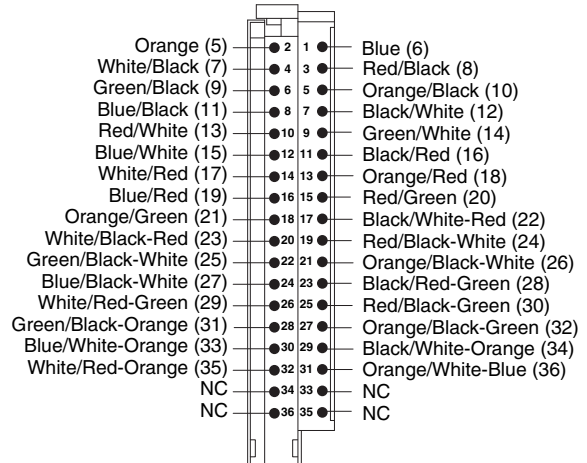 Orange (5) 2 1 Blue (6)
White/Black (7) 4 3 Red/Black (8)
Green/Black (9) 6 5 Orange/Black (10)
Blue/Black (11) 8 7 Black/White (12)
Red/White (13) 10 9 Green/White (14)
Blue/White (15) 12 11 Black/Red (16)
White/Red (17) 14 13 Orange/Red (18)
Blue/Red (19) 16 15 Red/Green (20)
Orange/Green (21) 18 17 Black/White-Red (22)
White/Black-Red (23) 20 19 Red/Black-White (24)
Green/Black-White (25) 22 21 Orange/Black-White (26)
Blue/Black-White (27) 24 23 Black/Red-Green (28)
White/Red-Green (29) 26 25 Red/Black-Green (30)
Green/Black-Orange (31) 28 27 Orange/Black-Green (32)
Blue/White-Orange (33) 30 29 Black/White-Orange (34)
White/Red-Orange (35) 32 31 Orange/White-Blue (36)
NC 34 33 NC
NC 36 35 NC